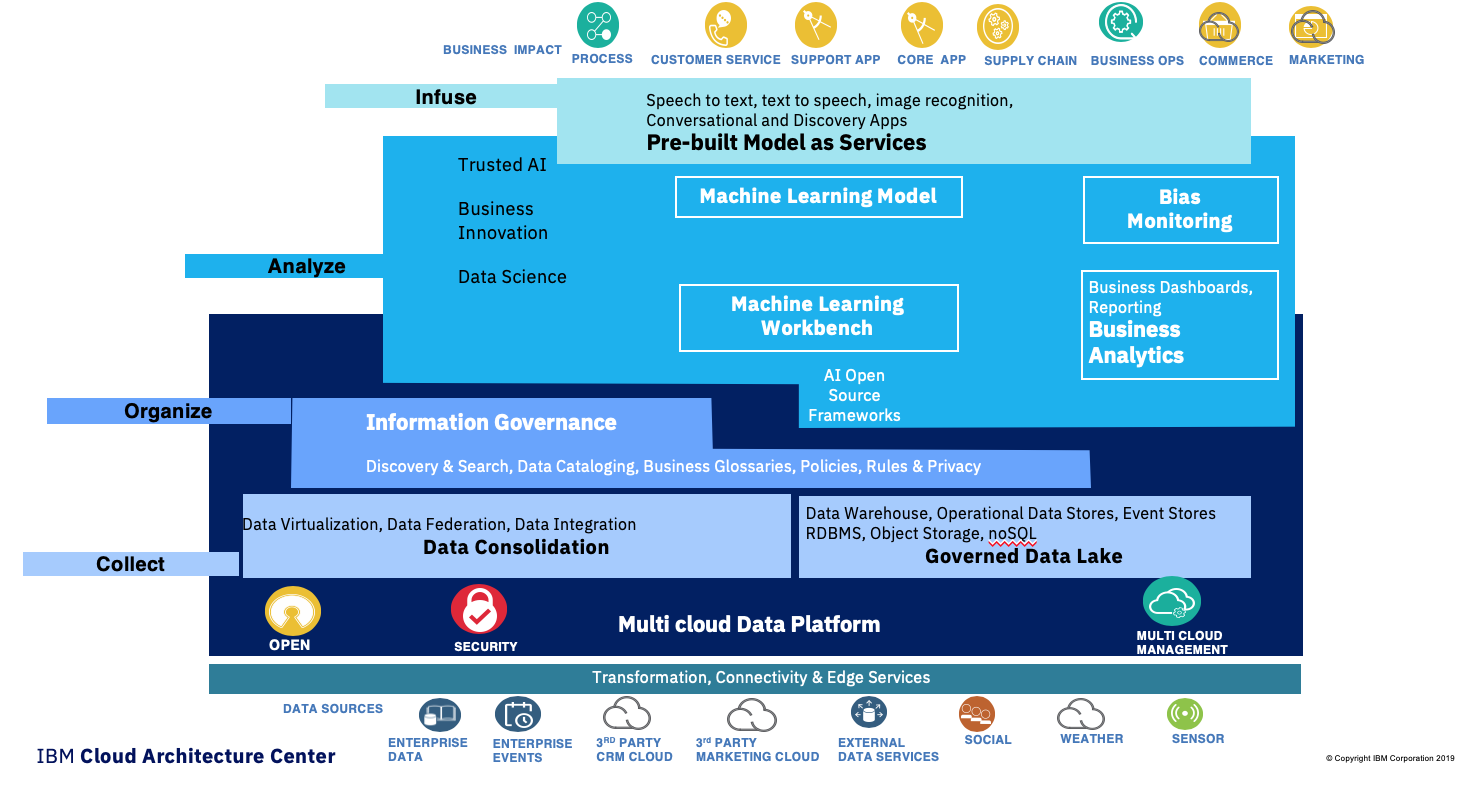 BUSINESS IMPACT
PROCESS
CUSTOMER SERVICE
SUPPORT APP
CORE APP
SUPPLY CHAIN
BUSINESS OPS
COMMERCE
MARKETING
Infuse
Speech to text, text to speech, image recognition,
Conversational and Discovery Apps
Pre-built Model as Services
Trusted AI
Business
Innovation
Data Science
Machine Learning Model
Bias
Monitoring
Analyze
Machine Learning
Workbench
Business Dashboards,
Reporting
Business
Analytics
AI Open
Source
Frameworks
Organize
Information Governance
Discovery & Search, Data Cataloging, Business Glossaries, Policies, Rules & Privacy
Collect
Data Virtualization, Data Federation, Data Integration
Data Consolidation
Data Warehouse, Operational Data Stores, Event Stores
RDBMS, Object Storage, noSQL
Governed Data Lake
OPEN
SECURITY
Multi cloud Data Platform
MULTI CLOUD
MANAGEMENT
Transformation, Connectivity & Edge Services
DATA SOURCES
ENTERPRISE
DATA
ENTERPRISE
EVENTS
3RD PARTY
CRM CLOUD
3rd PARTY
MARKETING CLOUD
EXTERNAL
DATA SERVICES
SOCIAL
WEATHER
SENSOR
IBM Cloud Architecture Center
© Copyright IBM Corporation 2019